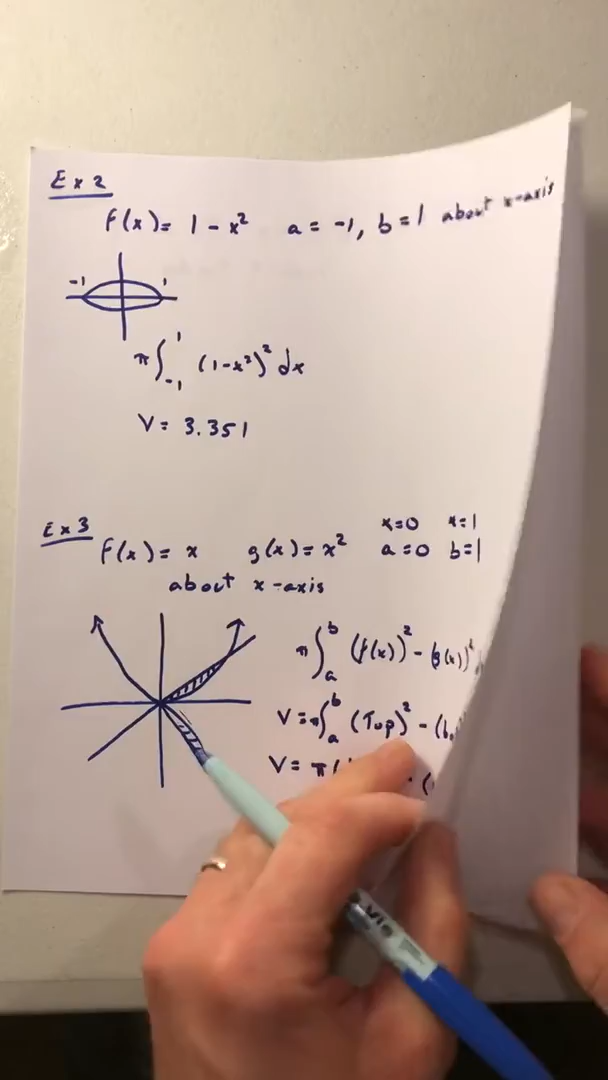 Ex 2
f(x) = 1 - x² a = -1, b = 1 about x-axis
-1 1
π∫₋₁¹ (1-x²)² dx
V = 3.351
Ex 3
x=0 x=1
f(x) = x g(x) = x² a=0 b=1
about x-axis
π∫ₐᵇ (f(x))² - (g(x))²
V = π∫ₐᵇ (Top)² -
V = π